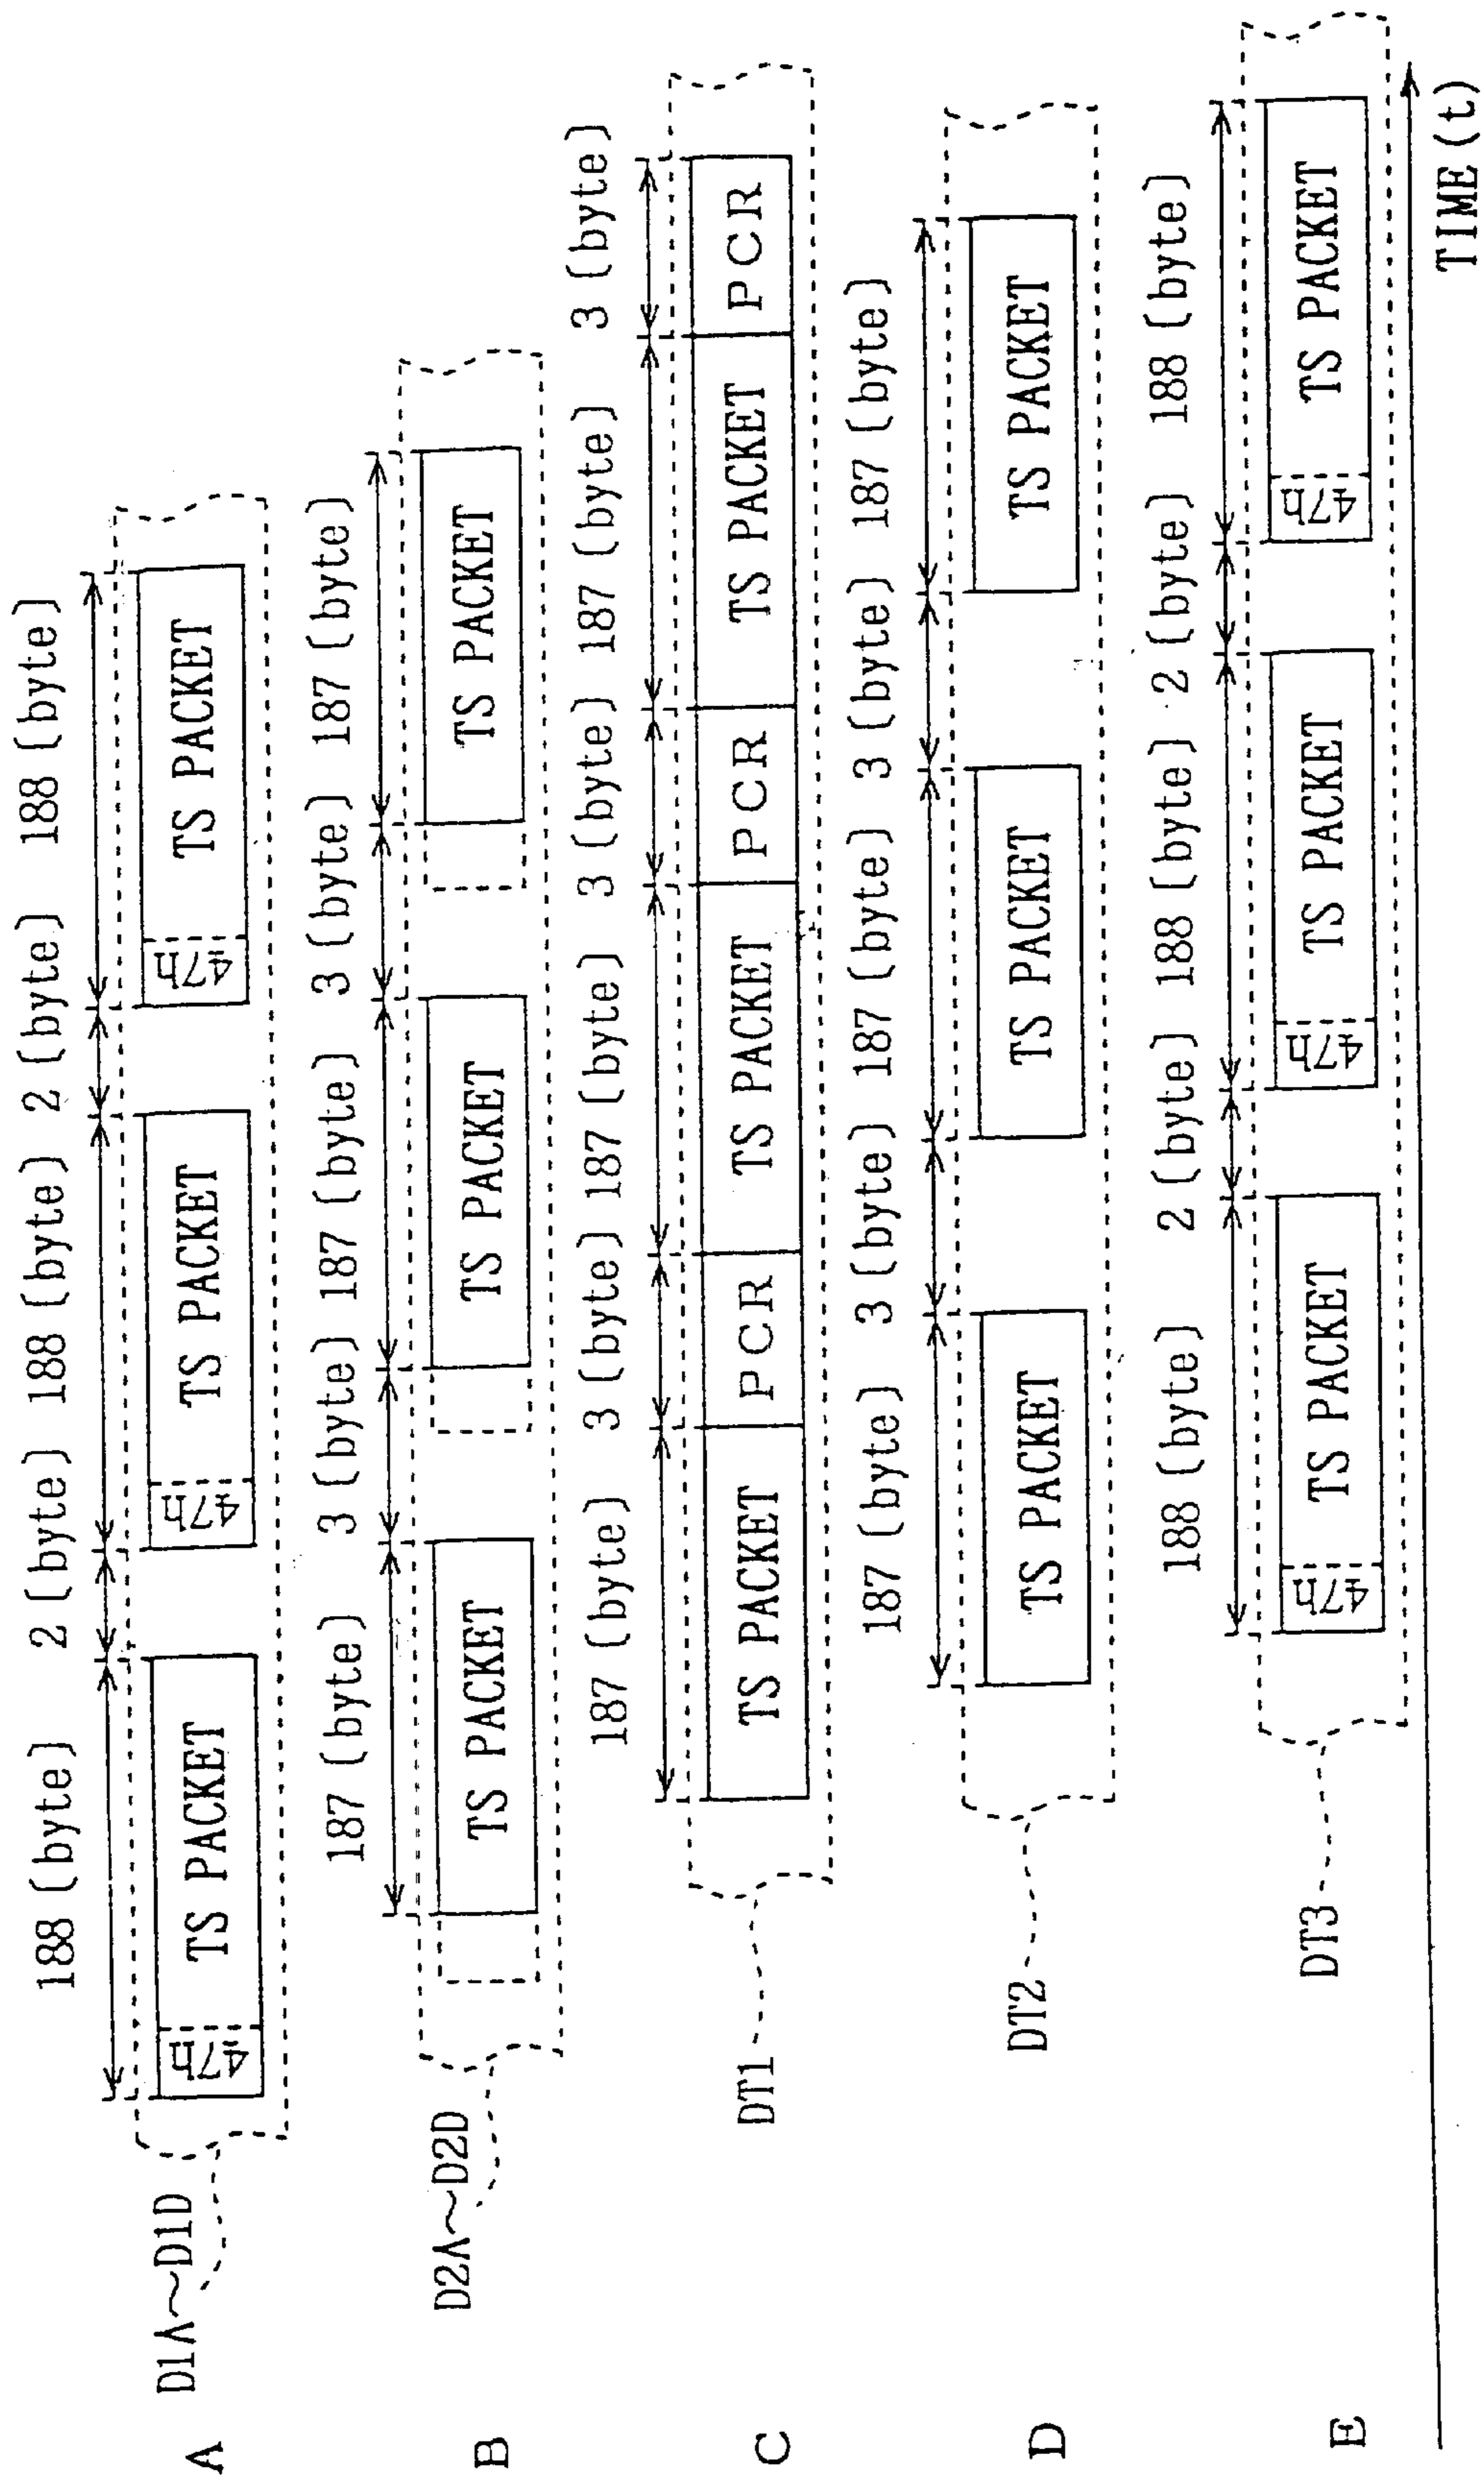 A
D1A～D1D
188 (byte) 2 (byte) 188 (byte) 2 (byte) 188 (byte)
47h TS PACKET 47h TS PACKET 47h TS PACKET
B
D2A～D2D
187 (byte) 3 (byte) 187 (byte) 3 (byte) 187 (byte)
TS PACKET TS PACKET TS PACKET
C
DT1
187 (byte) 3 (byte) 187 (byte) 3 (byte) 187 (byte) 3 (byte)
TS PACKET PCR TS PACKET PCR TS PACKET PCR
D
DT2
187 (byte) 3 (byte) 187 (byte) 3 (byte) 187 (byte)
TS PACKET TS PACKET TS PACKET
E
DT3
188 (byte) 2 (byte) 188 (byte) 2 (byte) 188 (byte)
47h TS PACKET 47h TS PACKET 47h TS PACKET
TIME (t)